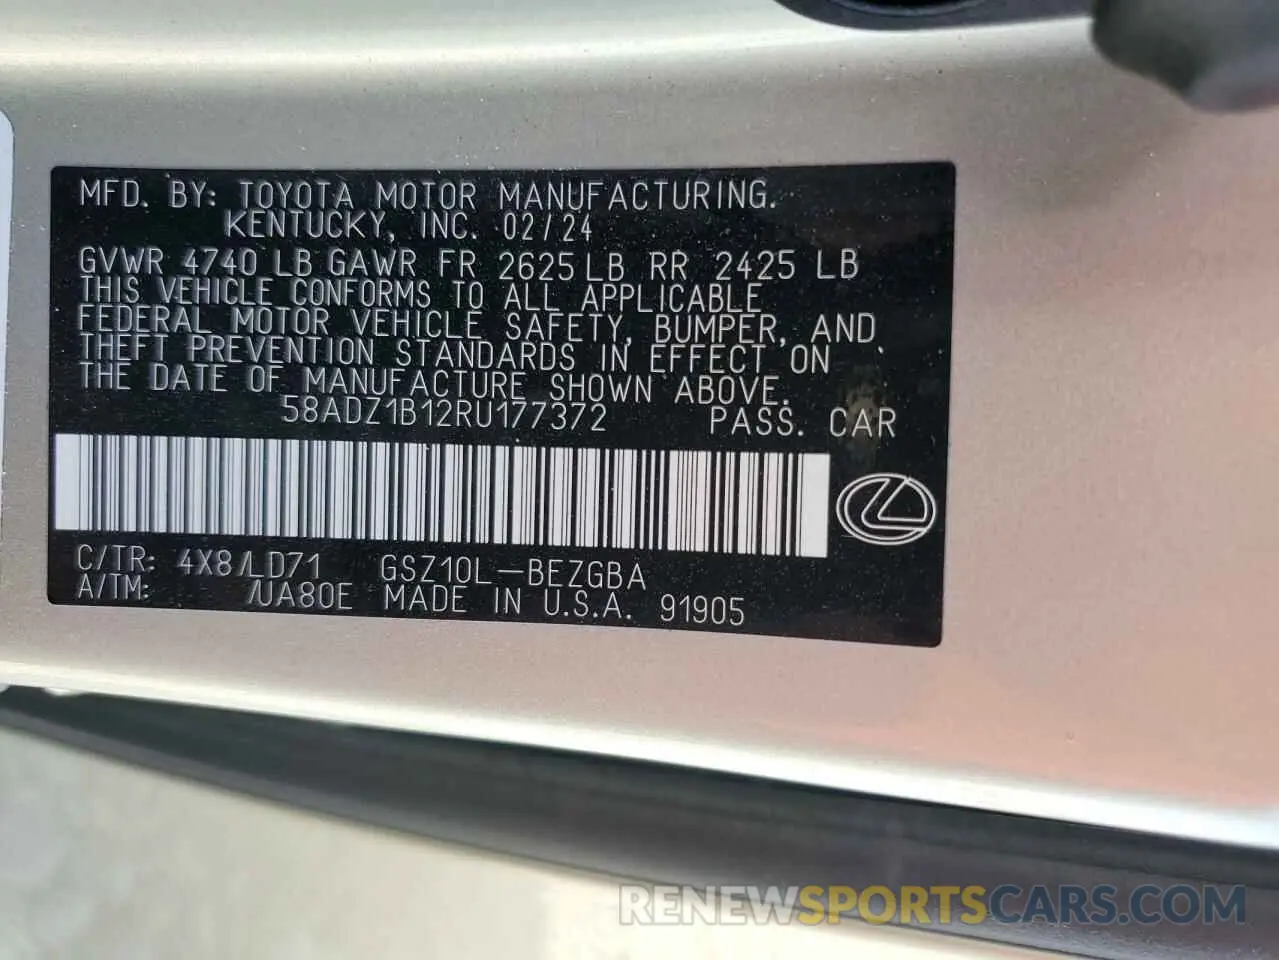 MFD. BY: TOYOTA MOTOR MANUFACTURING.
KENTUCKY, INC. 02/24
GVWR 4740 LB GAWR FR 2625 LB RR 2425 LB
THIS VEHICLE CONFORMS TO ALL APPLICABLE
FEDERAL MOTOR VEHICLE SAFETY, BUMPER, AND
THEFT PREVENTION STANDARDS IN EFFECT ON
THE DATE OF MANUFACTURE SHOWN ABOVE.
58ADZ1B12RU177372 PASS. CAR
C/TR: 4X8/LD71 GSZ10L-BEZGBA
A/TM: /UA80E MADE IN U.S.A. 91905
RENEWSPORTSCARS.COM